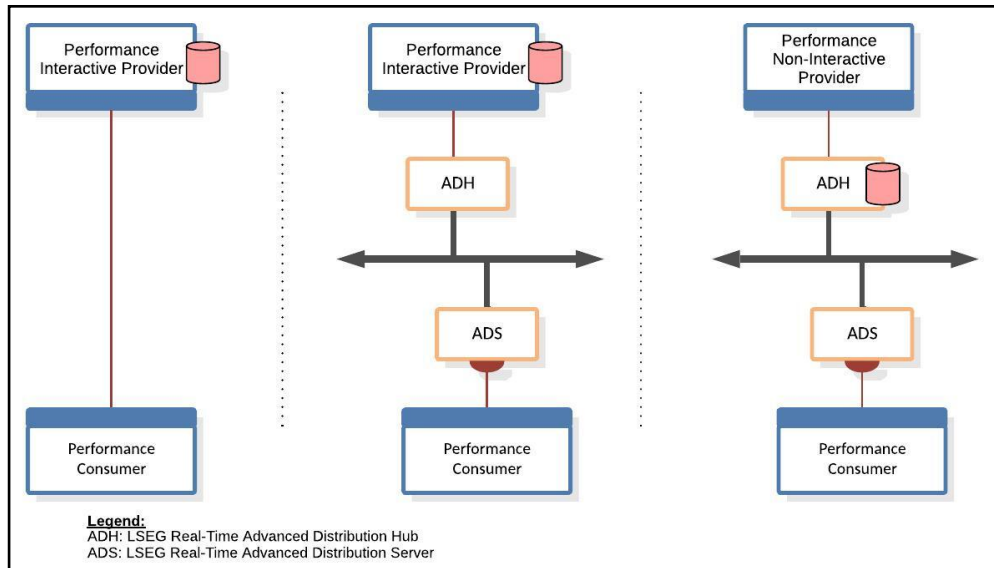 Performance
Interactive Provider
Performance
Interactive Provider
Performance
Non-Interactive
Provider
ADH
ADH
ADS
ADS
Performance
Consumer
Performance
Consumer
Performance
Consumer
Legend:
ADH: LSEG Real-Time Advanced Distribution Hub
ADS: LSEG Real-Time Advanced Distribution Server